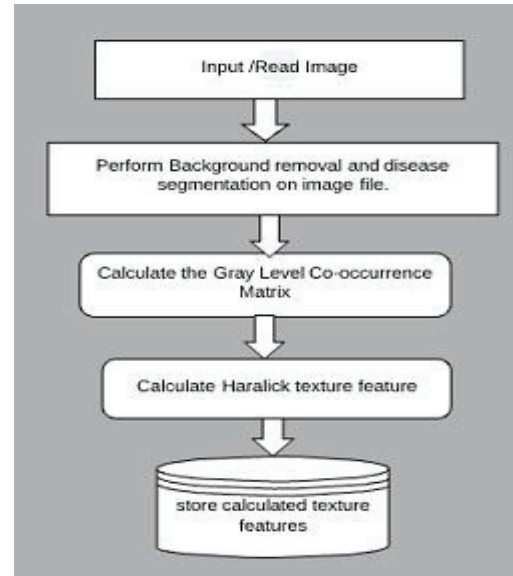 Input /Read Image
Perform Background removal and disease
segmentation on image file.
Calculate the Gray Level Co-occurrence
Matrix
Calculate Haralick texture feature
store calculated texture
features